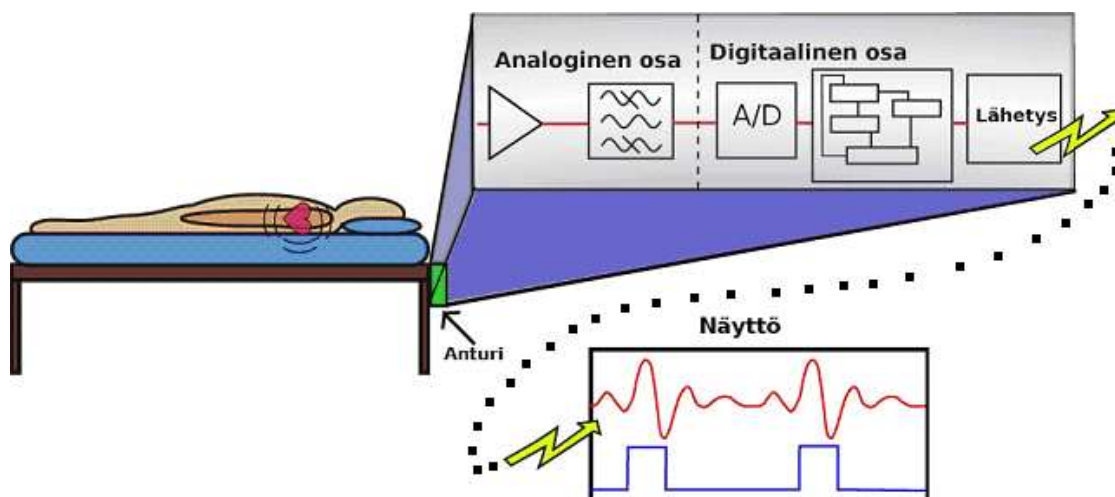 Analoginen osa
Digitaalinen osa
A/D
Lähetys
Anturi
Näyttö